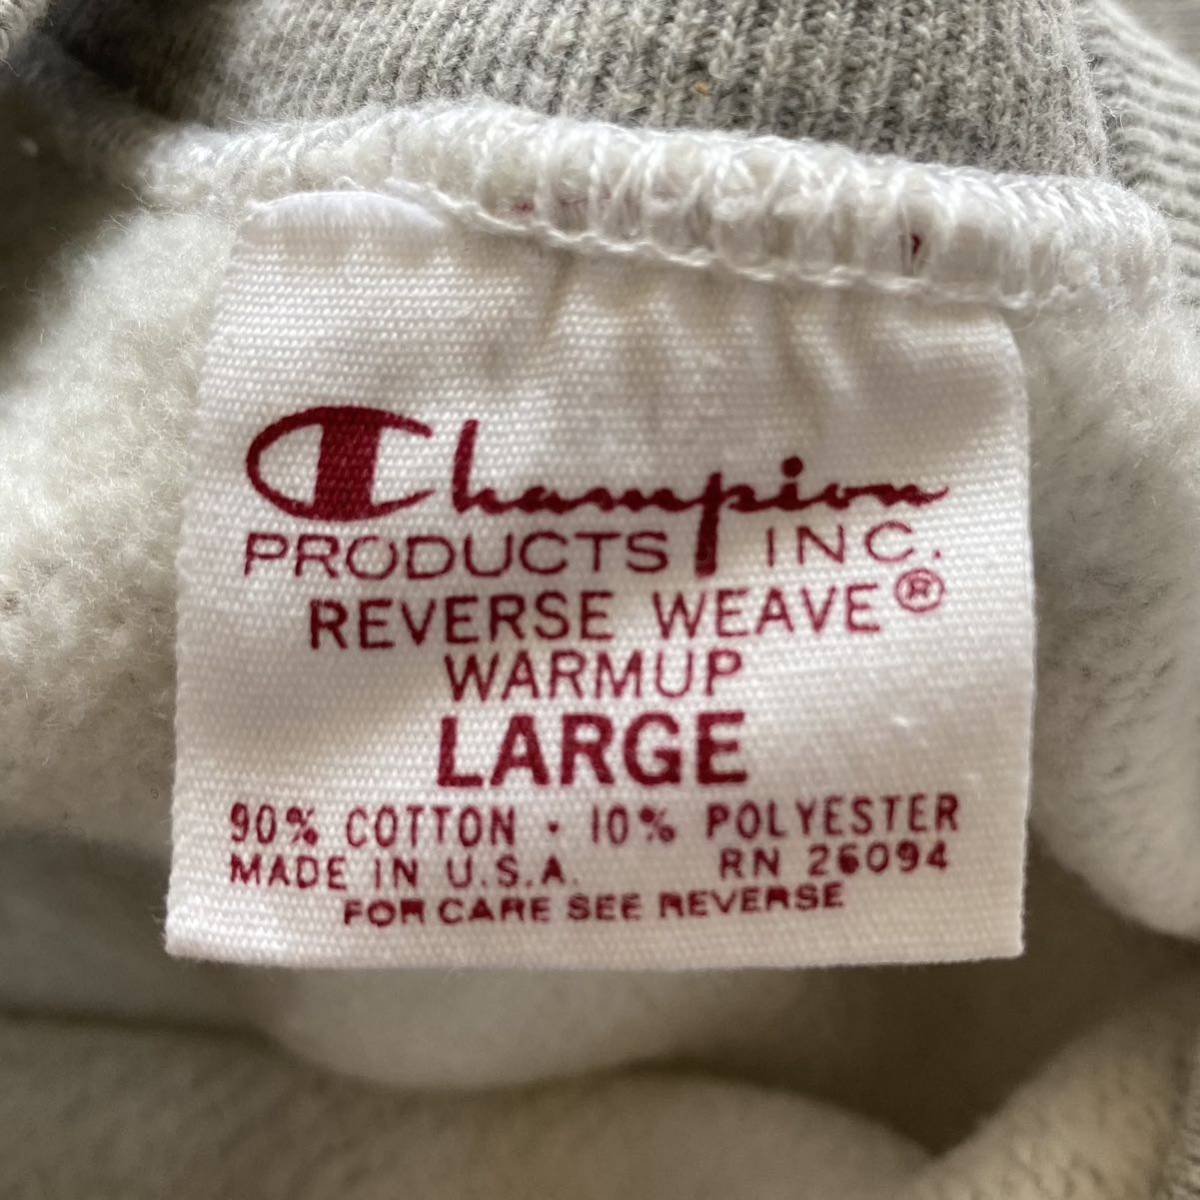 Champion
PRODUCTS INC.
REVERSE WEAVE®
WARMUP
LARGE
90% COTTON · 10% POLYESTER
MADE IN U.S.A. RN 26094
FOR CARE SEE REVERSE